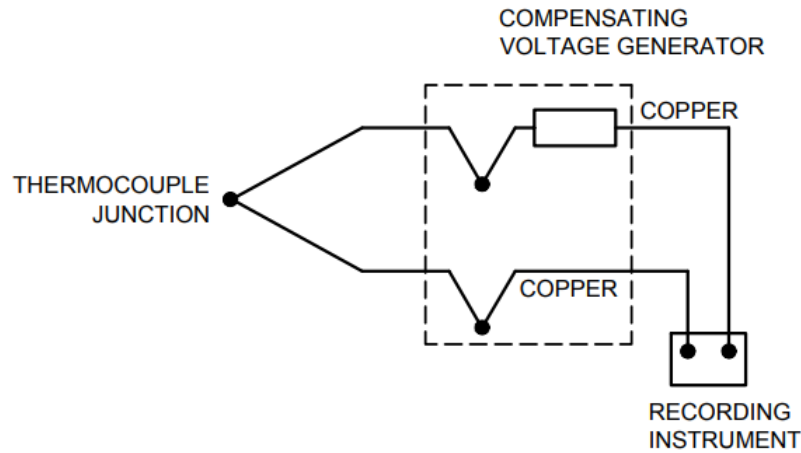 COMPENSATING
VOLTAGE GENERATOR
COPPER
THERMOCOUPLE
JUNCTION
COPPER
RECORDING
INSTRUMENT